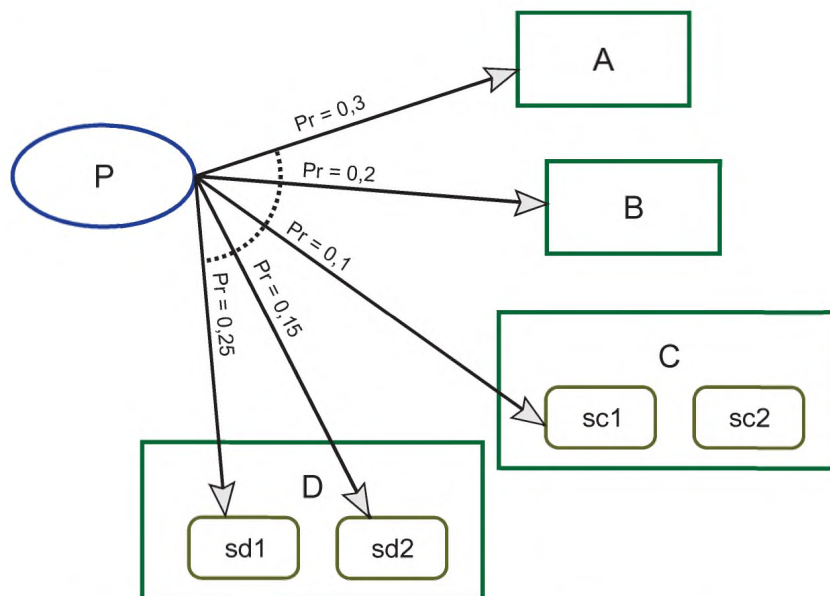 A
Pr = 0,3
P
Pr = 0,2
B
Pr = 0,1
Pr = 0,15
Pr = 0,25
C
sc1
sc2
D
sd1
sd2